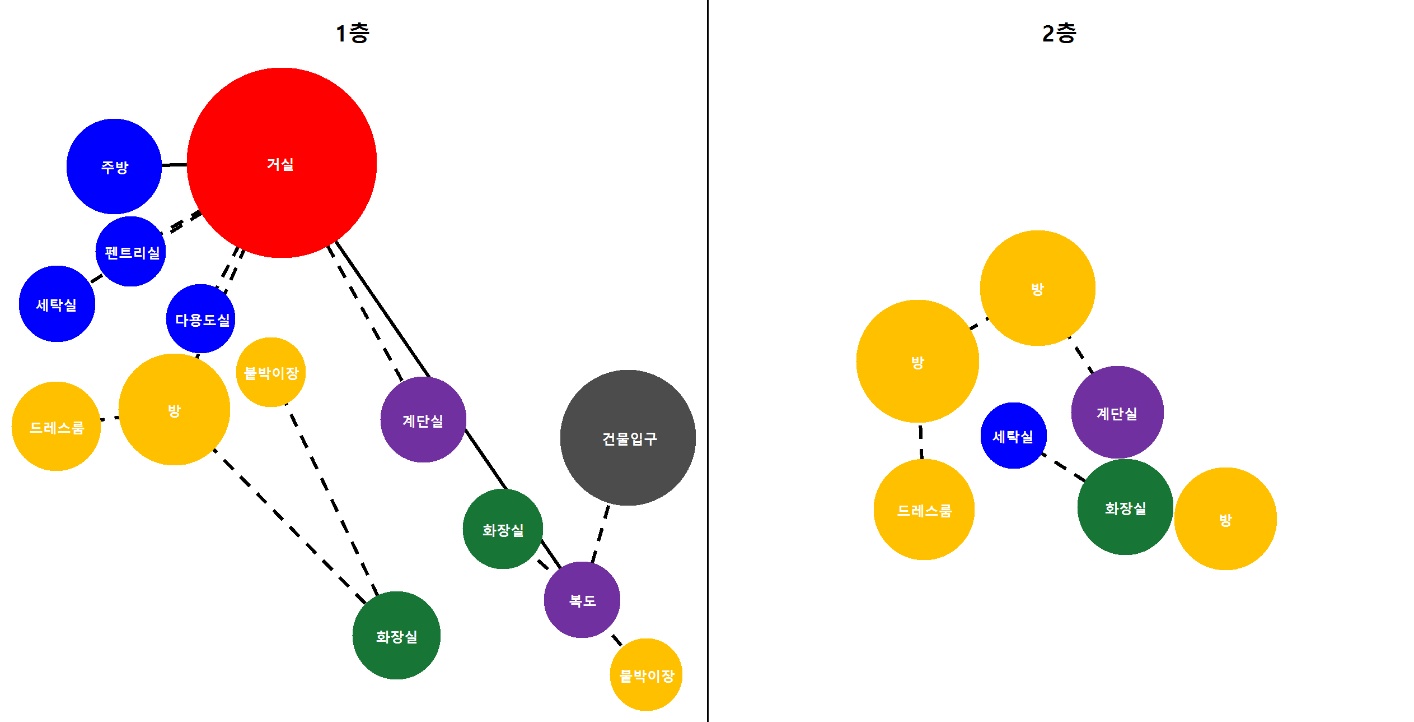 1층
거실
주방
펜트리실
세탁실
다용도실
붙박이장
방
드레스룸
계단실
건물입구
화장실
복도
화장실
붙박이장
2층
방
방
계단실
세탁실
화장실
드레스룸
방